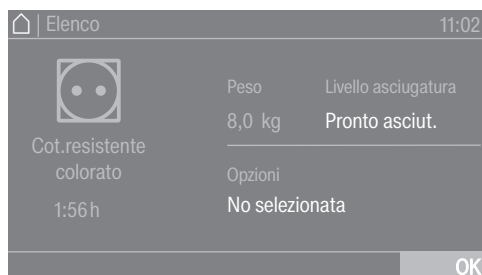 Elenco 11:02
Peso Livello asciugatura
8,0 kg Pronto asciut.
Cot.resistente
colorato
Opzioni
1:56 h No selezionata
OK